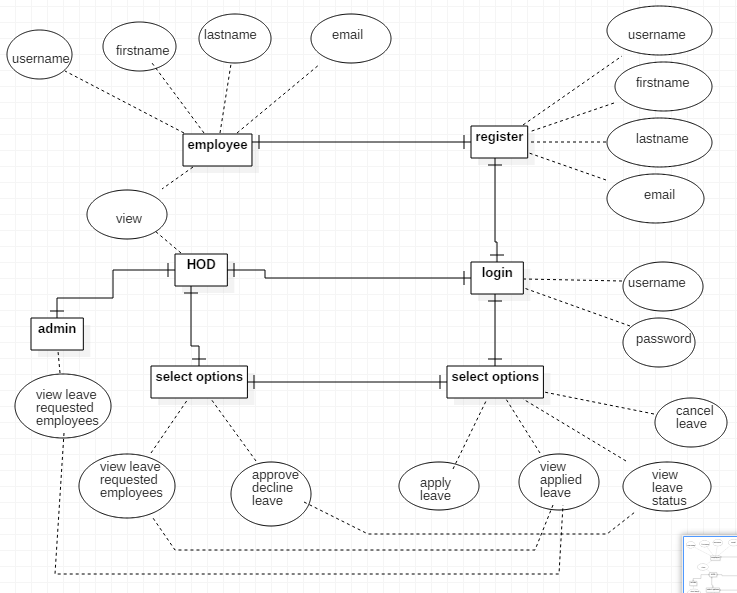 username
firstname
lastname
email
username
firstname
lastname
email
employee
register
view
HOD
login
username
password
admin
select options
select options
view leave
requested
employees
cancel
leave
view leave
requested
employees
approve
decline
leave
apply
leave
view
applied
leave
view
leave
status